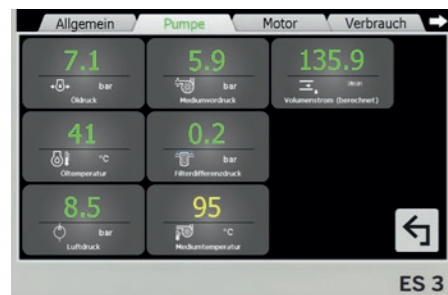 Allgemein Pumpe Motor Verbrauch
7.1 5.9 135.9
bar bar l/min
Öldruck Mediumvordruck Volumenstrom (berechnet)
41 0.2
°C bar
Öltemperatur Filterdifferenzdruck
8.5 95
bar °C
Luftdruck Mediumtemperatur
ES 3